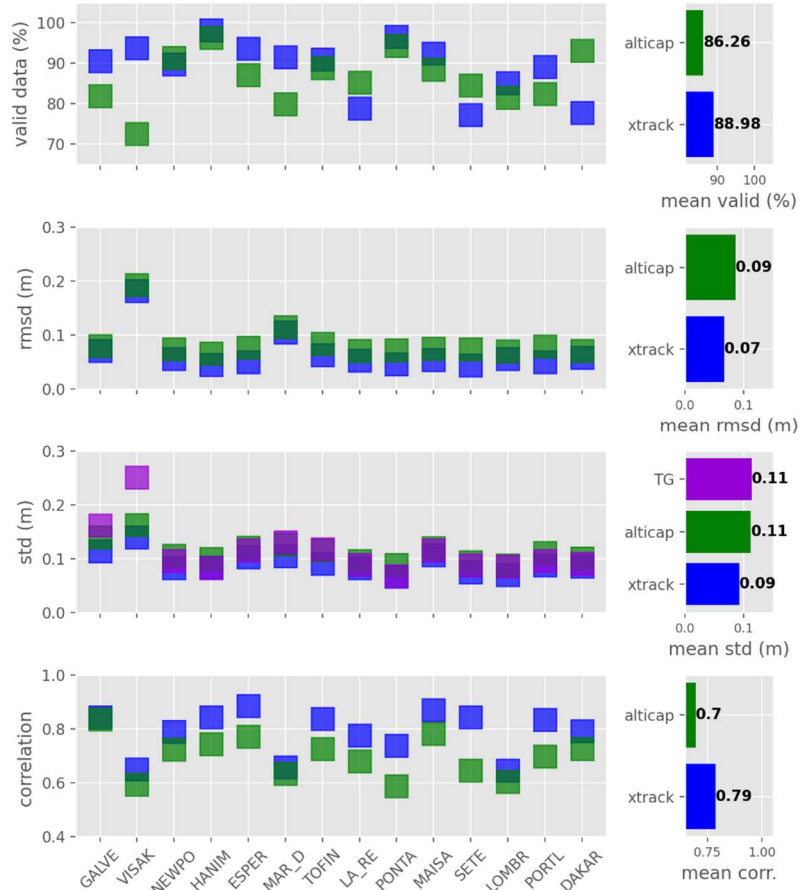 valid data (%)
100
90
80
70
alticap
86.26
xtrack
88.98
90
100
mean valid (%)
rmsd (m)
0.3
0.2
0.1
0.0
alticap
0.09
xtrack
0.07
0.0
0.1
mean rmsd (m)
std (m)
0.3
0.2
0.1
0.0
TG
0.11
alticap
0.11
xtrack
0.09
0.0
0.1
mean std (m)
correlation
1.0
0.8
0.6
0.4
alticap
0.7
xtrack
0.79
0.75
1.00
mean corr.
GALVE
VISAK
NEWPO
HANIM
ESPER
MAR_D
TOFIN
LA_RE
PONTA
MAISA
SETE
LOMBR
PORTL
DAKAR